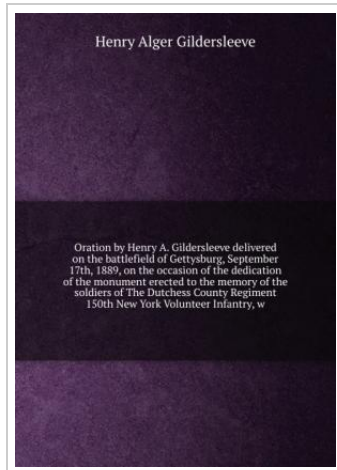 Henry Alger Gildersleeve
Oration by Henry A. Gildersleeve delivered
on the battlefield of Gettysburg, September
17th, 1889, on the occasion of the dedication
of the monument erected to the memory of the
soldiers of The Dutchess County Regiment
150th New York Volunteer Infantry, w